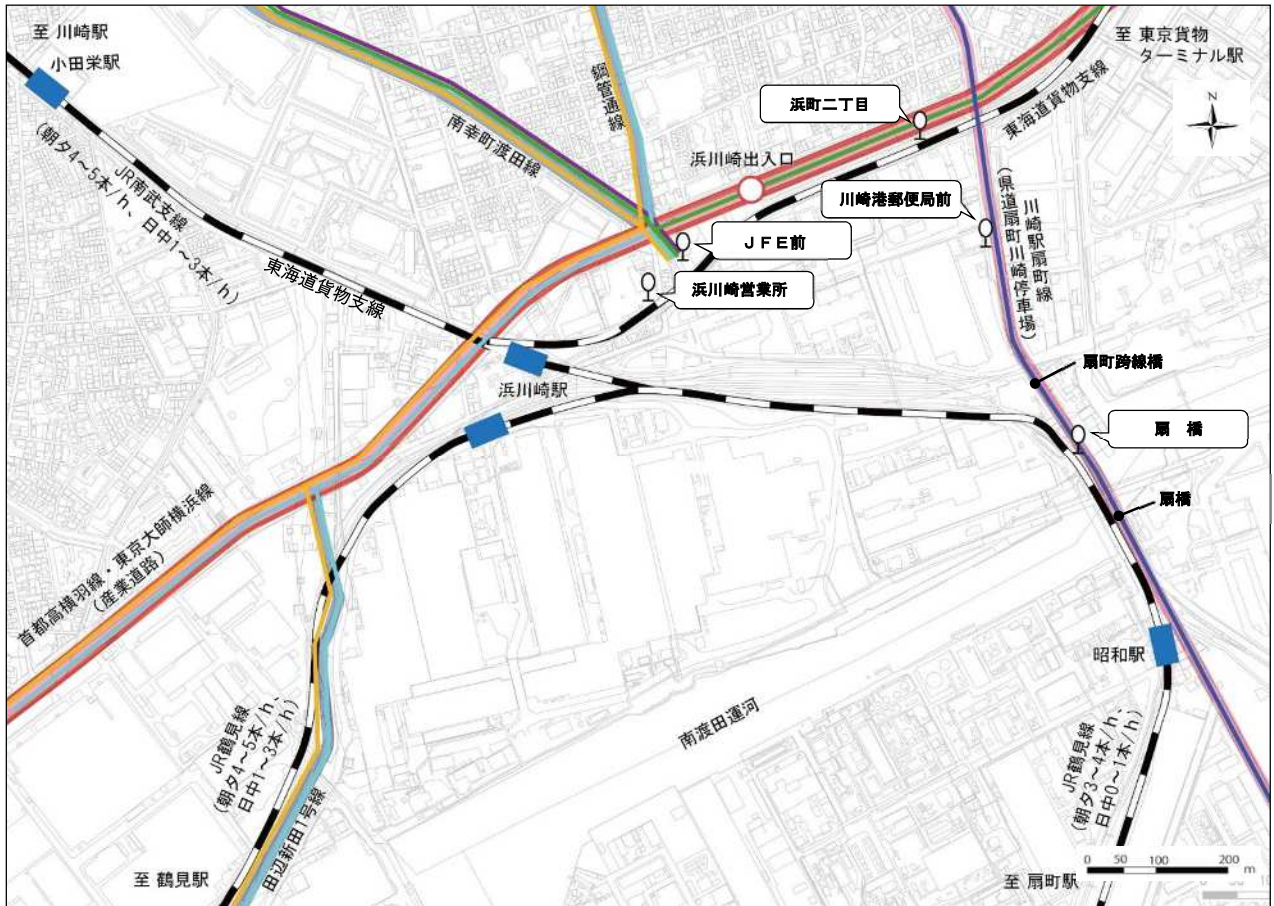 至 川崎駅
小田栄駅
(朝夕4~5本/h、日中1~3本/h)
JR南武支線
東海道貨物支線
南幸町渡田線
鋼管通線
浜町二丁目
浜川崎出入口
至 東京貨物
ターミナル駅
東海道貨物支線
N
川崎港郵便局前
JFE前
浜川崎営業所
川崎駅扇町線
(県道扇町川崎停車場)
扇町跨線橋
扇 橋
扇橋
浜川崎駅
首都高横羽線・東京大師横浜線
(産業道路)
昭和駅
南渡田運河
JR鶴見線
(朝夕4~5本/h、
日中1~3本/h)
田辺新田1号線
至 鶴見駅
JR鶴見線
(朝夕3~4本/h、
日中0~1本/h)
至 扇町駅
0 50 100 200
m